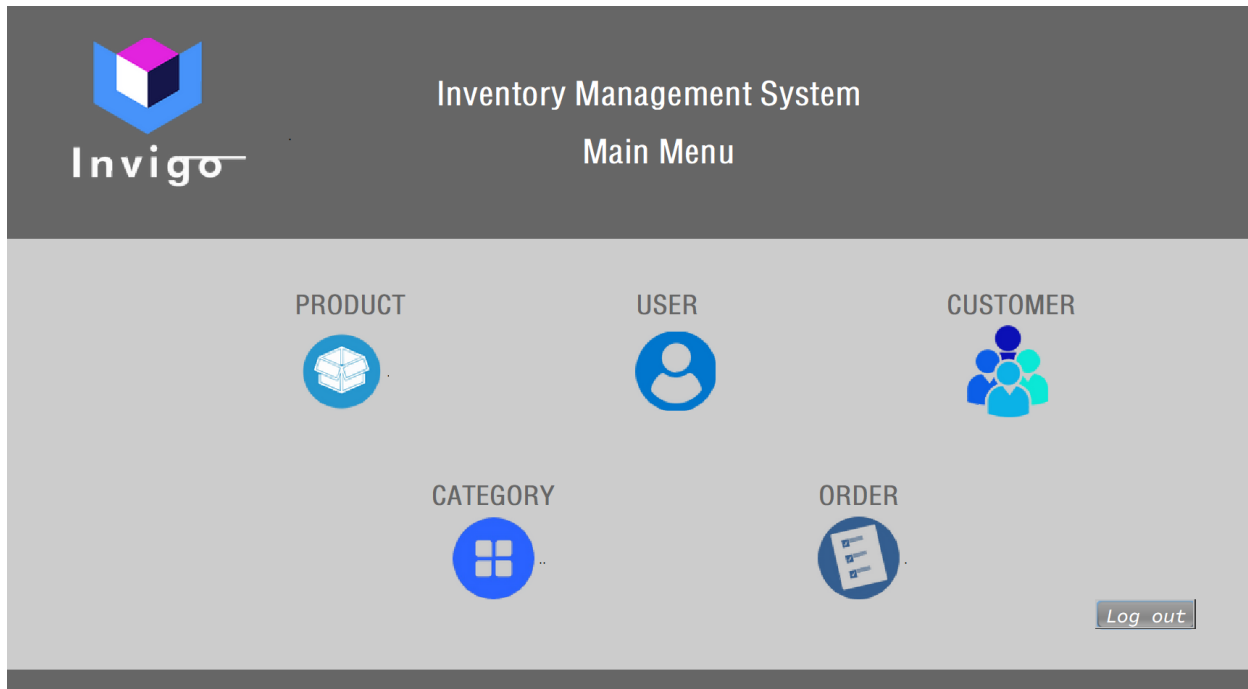 Invigo
Inventory Management System
Main Menu
PRODUCT
USER
CUSTOMER
CATEGORY
ORDER
Log out